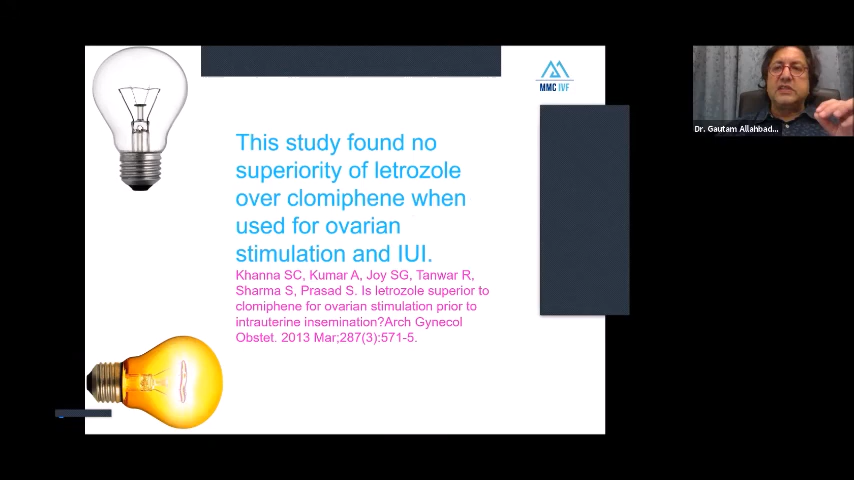 MMC IVF
This study found no
superiority of letrozole
over clomiphene when
used for ovarian
stimulation and IUI.
Khanna SC, Kumar A, Joy SG, Tanwar R,
Sharma S, Prasad S. Is letrozole superior to
clomiphene for ovarian stimulation prior to
intrauterine insemination?Arch Gynecol
Obstet. 2013 Mar;287(3):571-5.
Dr. Gautam Allahbad...